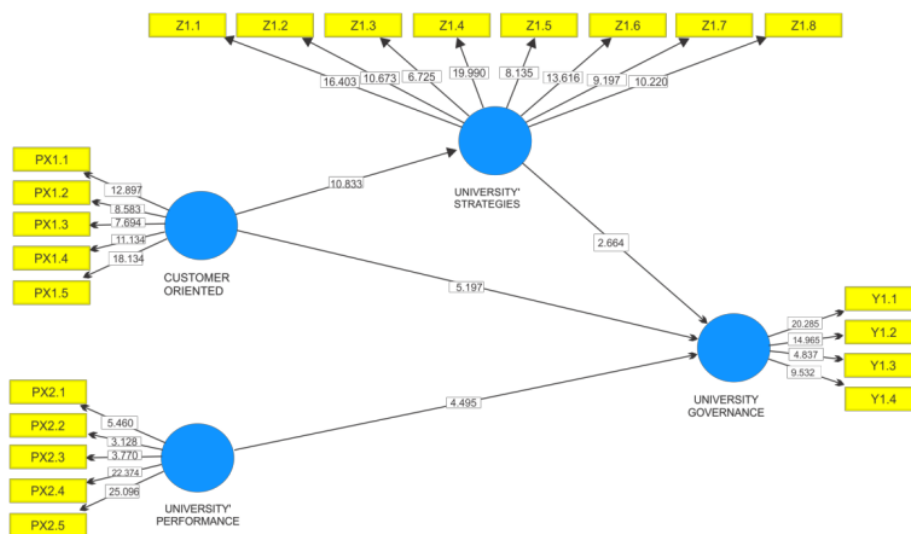 Z1.1
Z1.2
Z1.3
Z1.4
Z1.5
Z1.6
Z1.7
Z1.8
16.403
10.673
6.725
19.990
8.135
13.616
9.197
10.220
PX1.1
PX1.2
PX1.3
PX1.4
PX1.5
12.897
8.583
7.694
11.134
18.134
CUSTOMER
ORIENTED
10.833
UNIVERSITY'
STRATEGIES
2.664
5.197
Y1.1
Y1.2
Y1.3
Y1.4
20.285
14.965
4.837
9.532
UNIVERSITY
GOVERNANCE
PX2.1
PX2.2
PX2.3
PX2.4
PX2.5
5.460
3.128
3.770
22.374
25.096
UNIVERSITY'
PERFORMANCE
4.495